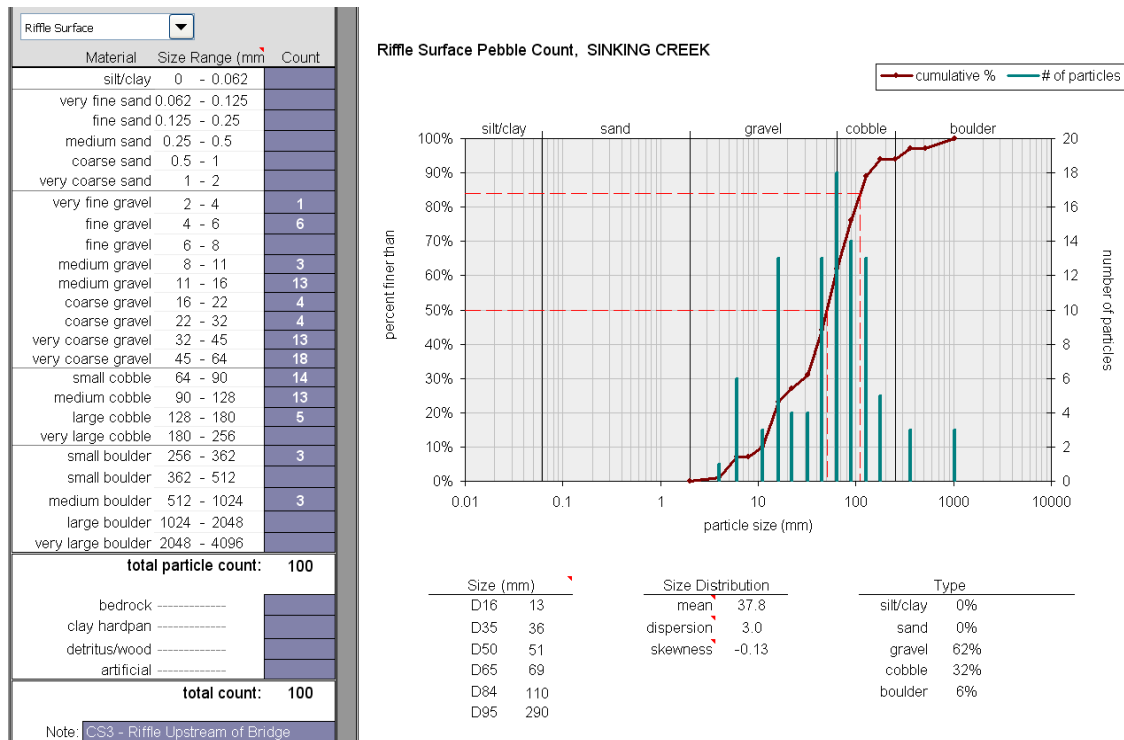 Riffle Surface
Material Size Range (mm Count
silt/clay 0 - 0.062
very fine sand 0.062 - 0.125
fine sand 0.125 - 0.25
medium sand 0.25 - 0.5
coarse sand 0.5 - 1
very coarse sand 1 - 2
very fine gravel 2 - 4 1
fine gravel 4 - 6 6
fine gravel 6 - 8
medium gravel 8 - 11 3
medium gravel 11 - 16 13
coarse gravel 16 - 22 4
coarse gravel 22 - 32 4
very coarse gravel 32 - 45 13
very coarse gravel 45 - 64 18
small cobble 64 - 90 14
medium cobble 90 - 128 13
large cobble 128 - 180 5
very large cobble 180 - 256
small boulder 256 - 362 3
small boulder 362 - 512
medium boulder 512 - 1024 3
large boulder 1024 - 2048
very large boulder 2048 - 4096
total particle count: 100
bedrock -------------
clay hardpan -------------
detritus/wood -------------
artificial -------------
total count: 100
Note: CS3 - Riffle Upstream of Bridge
Riffle Surface Pebble Count, SINKING CREEK
cumulative % # of particles
silt/clay sand gravel cobble boulder
100% 20
90% 18
80% 16
70% 14
60% 12
50% 10
40% 8
30% 6
20% 4
10% 2
0% 0
percent finer than
number of particles
0.01 0.1 1 10 100 1000 10000
particle size (mm)
Size (mm)
D16 13
D35 36
D50 51
D65 69
D84 110
D95 290
Size Distribution
mean 37.8
dispersion 3.0
skewness -0.13
Type
silt/clay 0%
sand 0%
gravel 62%
cobble 32%
boulder 6%